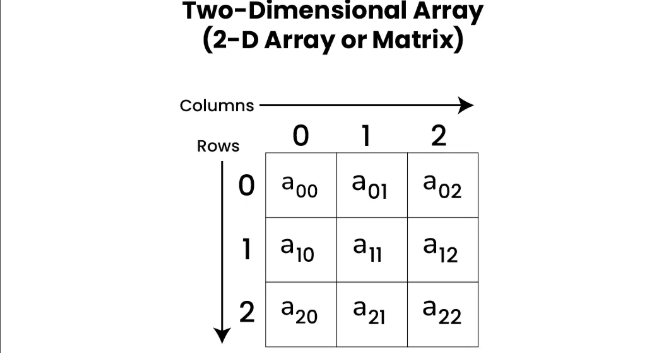 Two-Dimensional Array
(2-D Array or Matrix)
Columns
0 1 2
Rows
0 a00 a01 a02
1 a10 a11 a12
2 a20 a21 a22